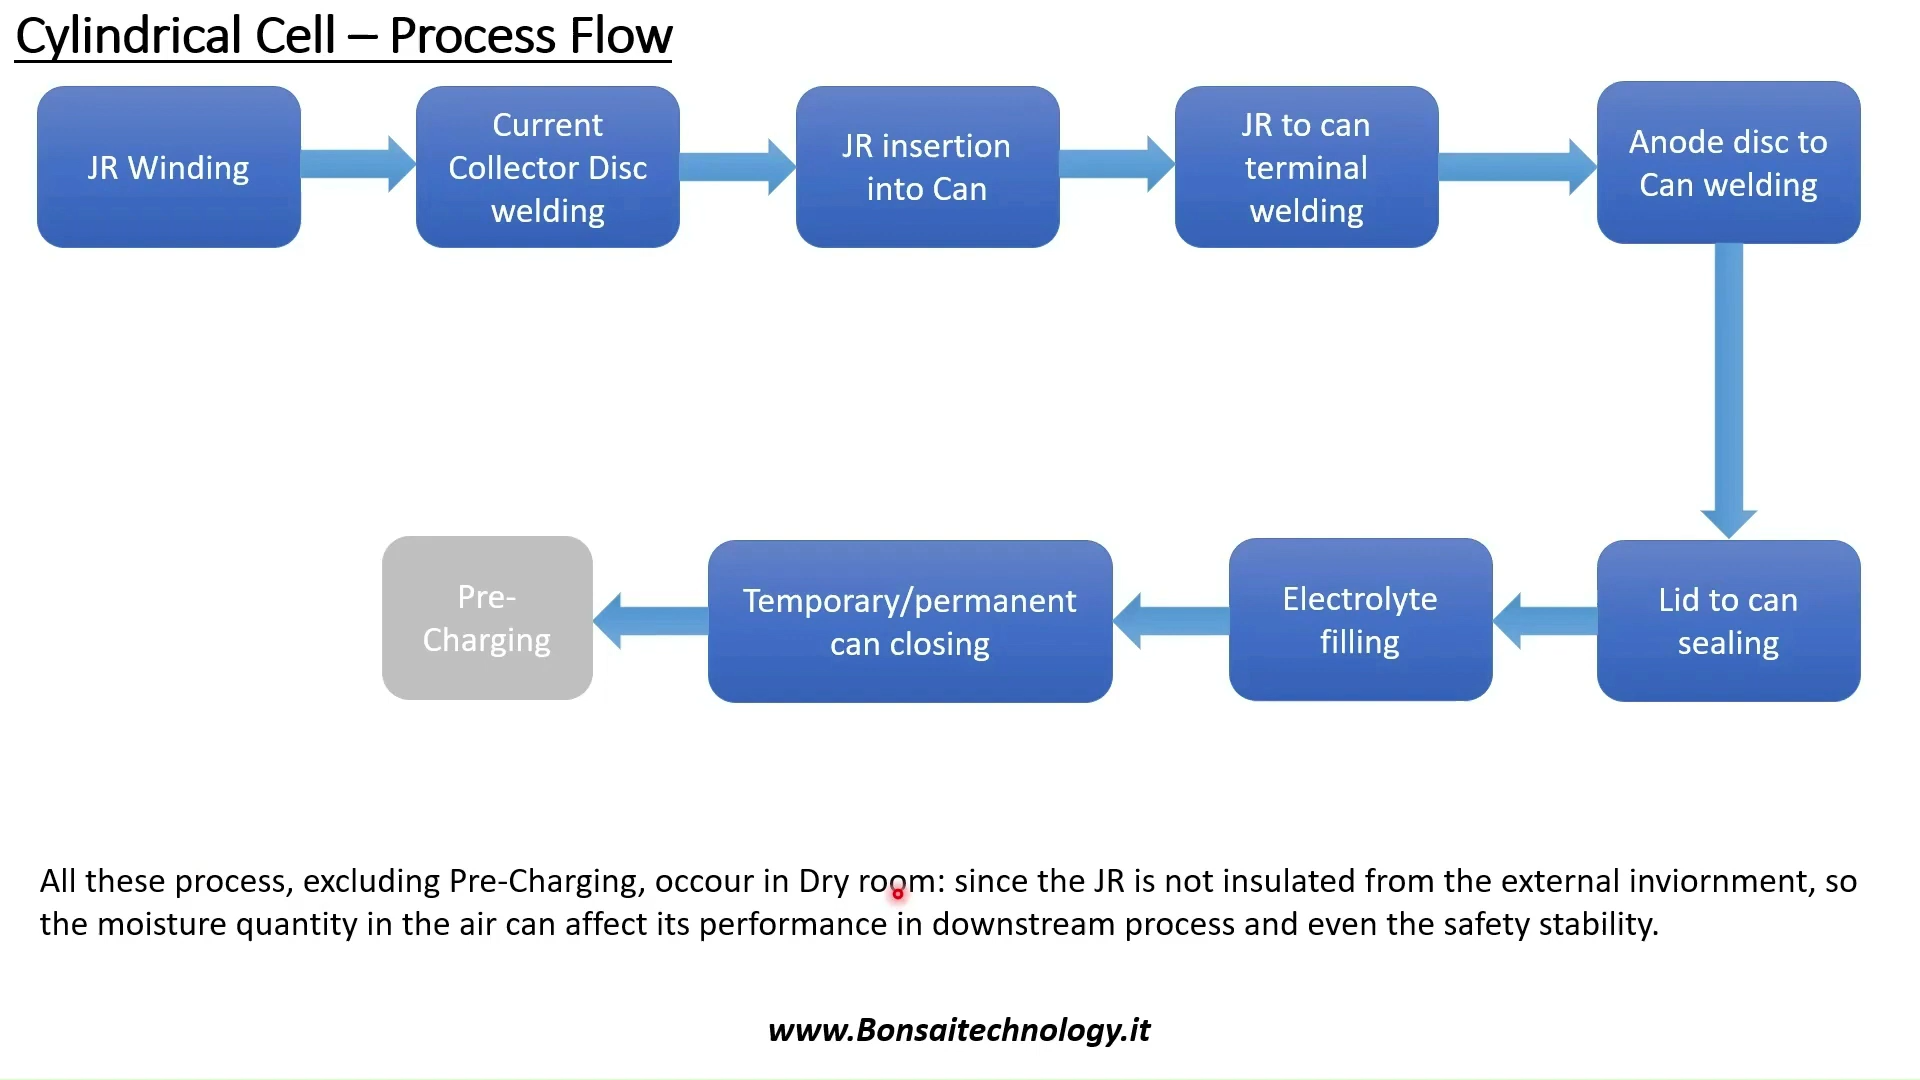 Cylindrical Cell – Process Flow
JR Winding
Current
Collector Disc
welding
JR insertion
into Can
JR to can
terminal
welding
Anode disc to
Can welding
Pre-
Charging
Temporary/permanent
can closing
Electrolyte
filling
Lid to can
sealing
All these process, excluding Pre-Charging, occour in Dry room: since the JR is not insulated from the external inviornment, so
the moisture quantity in the air can affect its performance in downstream process and even the safety stability.
www.Bonsaitechnology.it